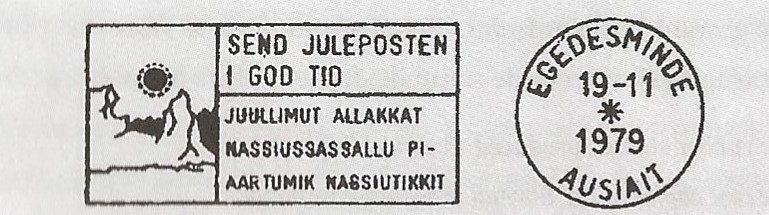 SEND JULEPOSTEN
I GOD TID
JUULLIMUT ALLAKKAT
NASSIUSSASSALLU PI-
AARTUMIK NASSIUTIKKIT
EGEDESMINDE
19-11
*
1979
AUSIAIT